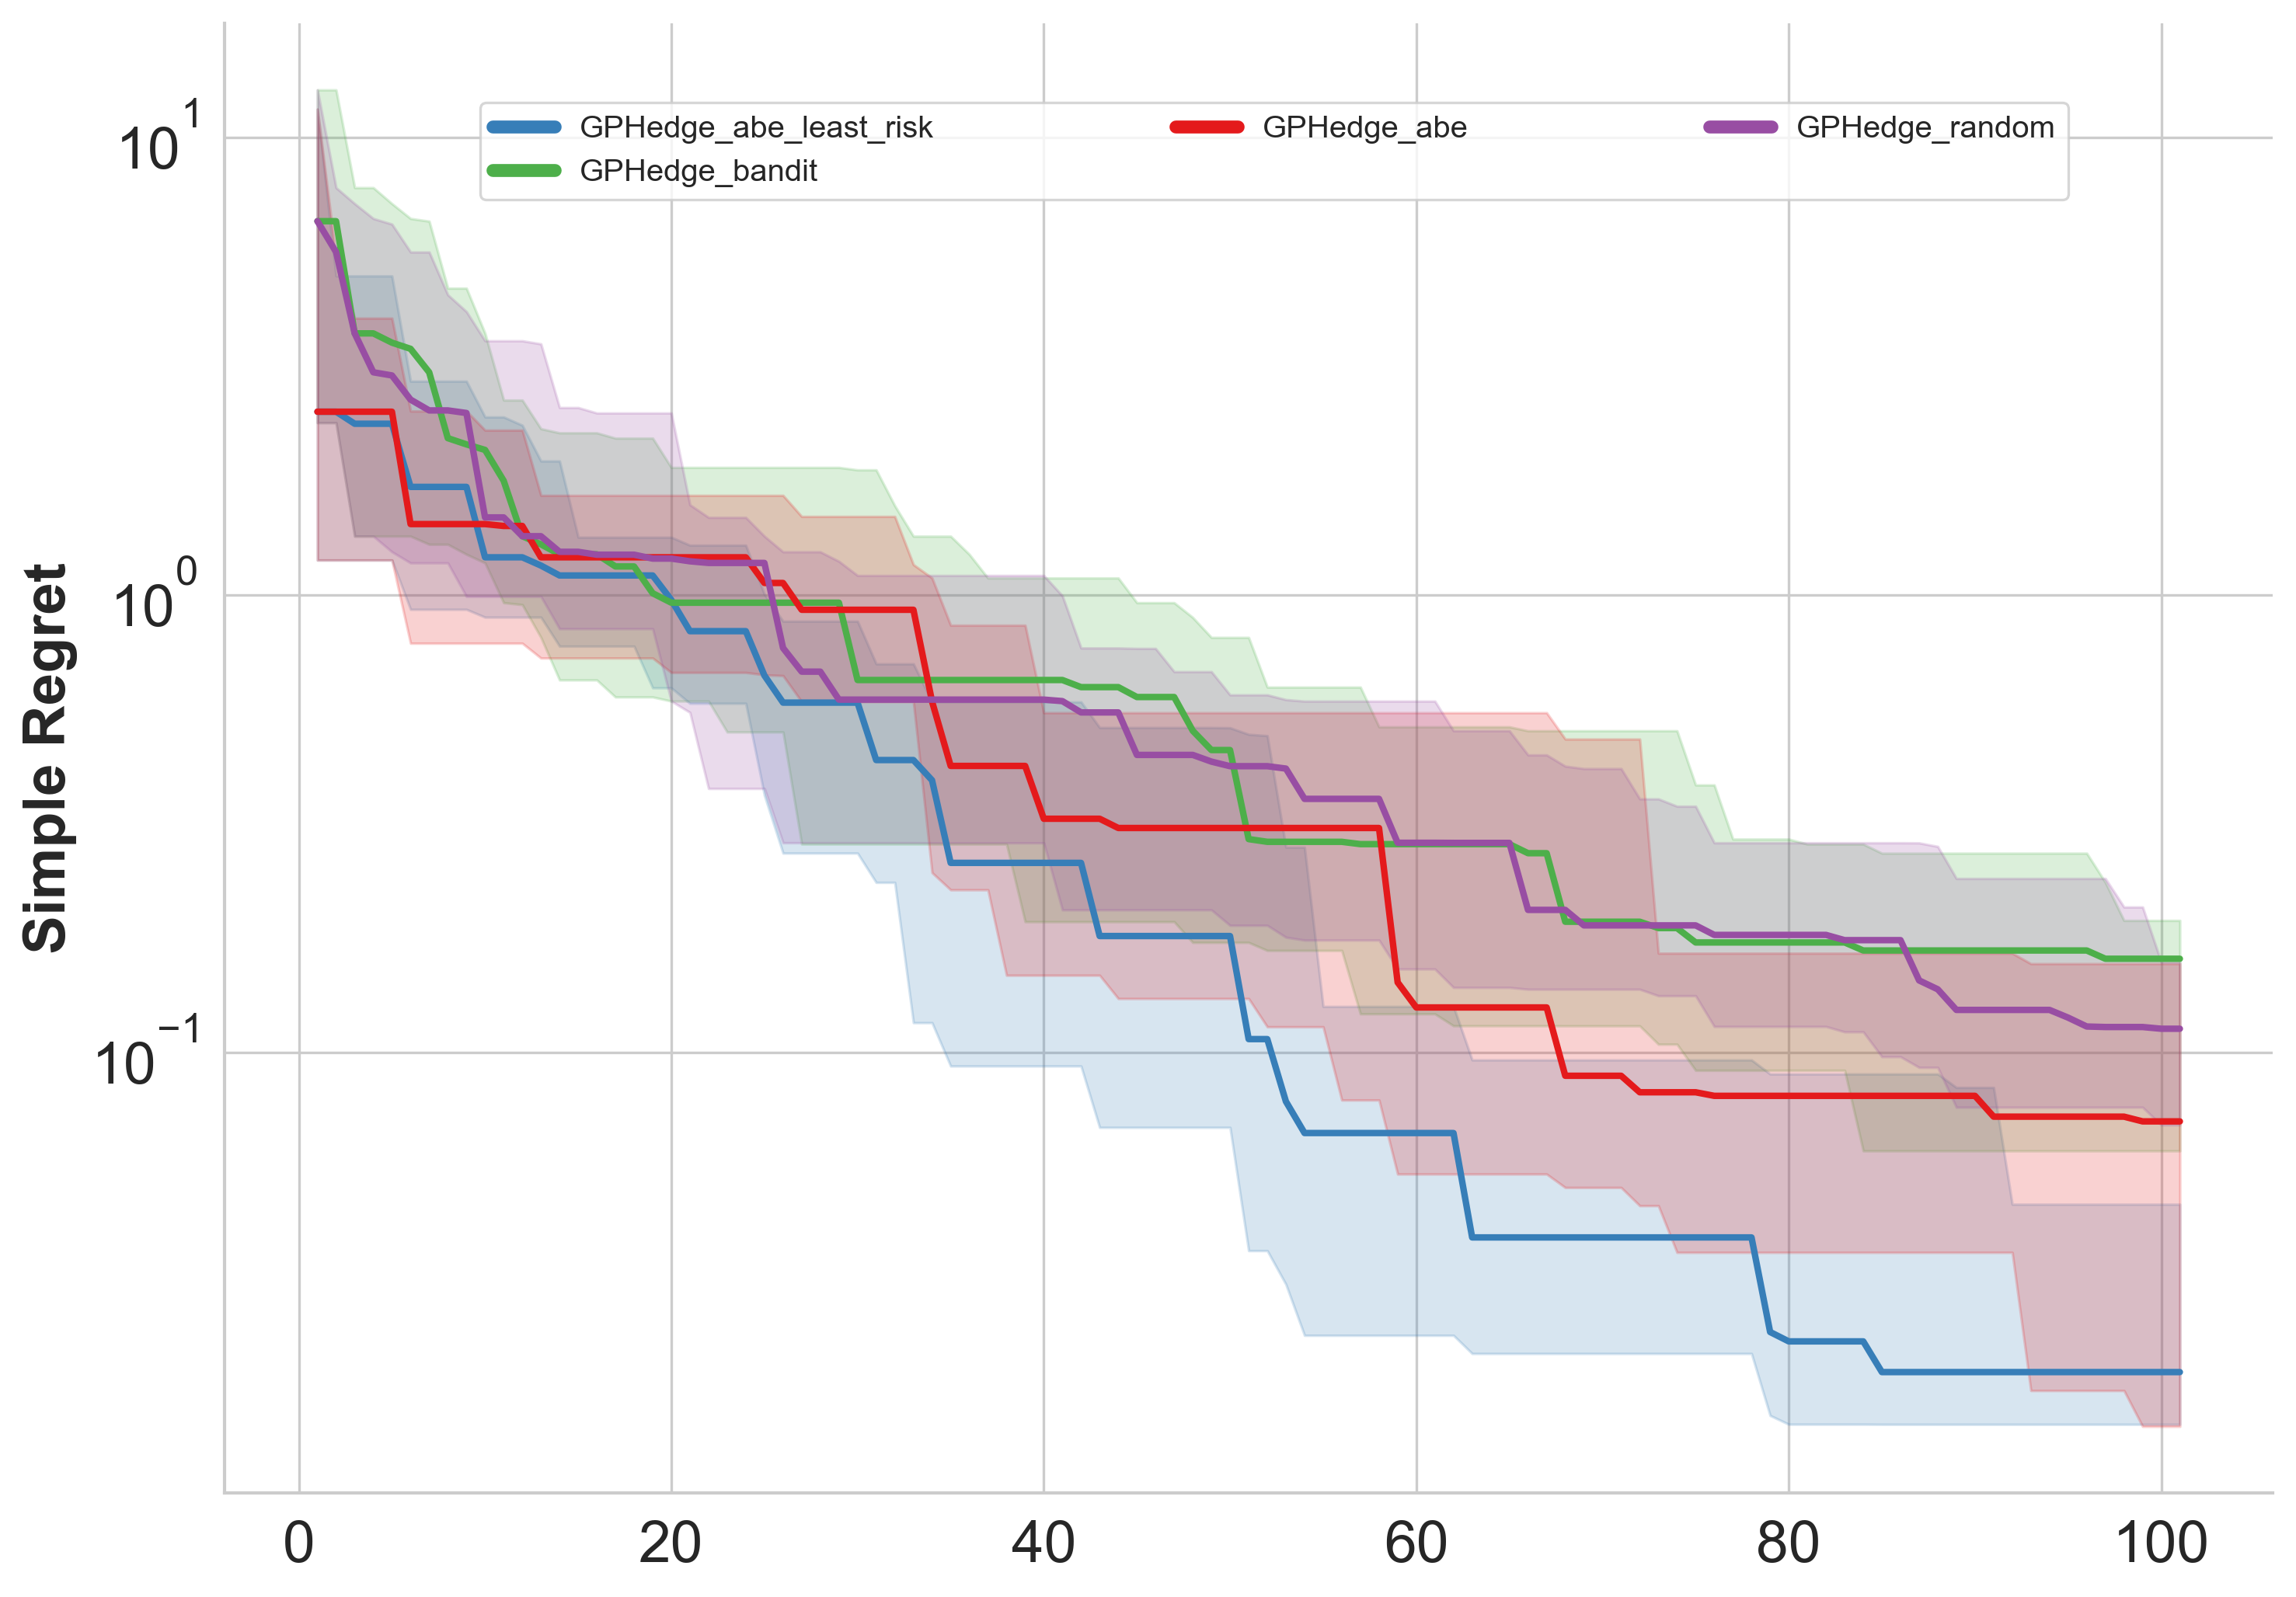 GPHedge_abe_least_risk GPHedge_abe GPHedge_random
GPHedge_bandit
Simple Regret
10^1
10^0
10^−1
0 20 40 60 80 100